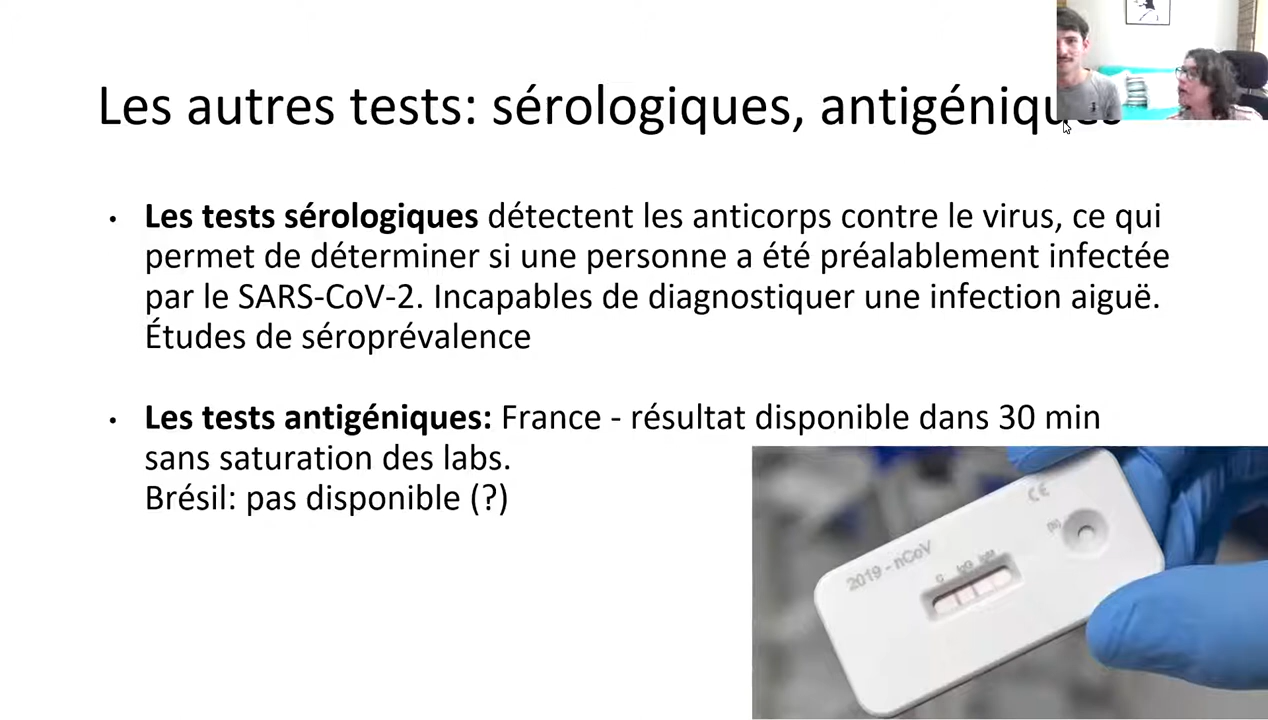 Les autres tests: sérologiques, antigéniques
• Les tests sérologiques détectent les anticorps contre le virus, ce qui
permet de déterminer si une personne a été préalablement infectée
par le SARS-CoV-2. Incapables de diagnostiquer une infection aiguë.
Études de séroprévalence
• Les tests antigéniques: France - résultat disponible dans 30 min
sans saturation des labs.
Brésil: pas disponible (?)
CE
2019 - nCoV
C IgG IgM